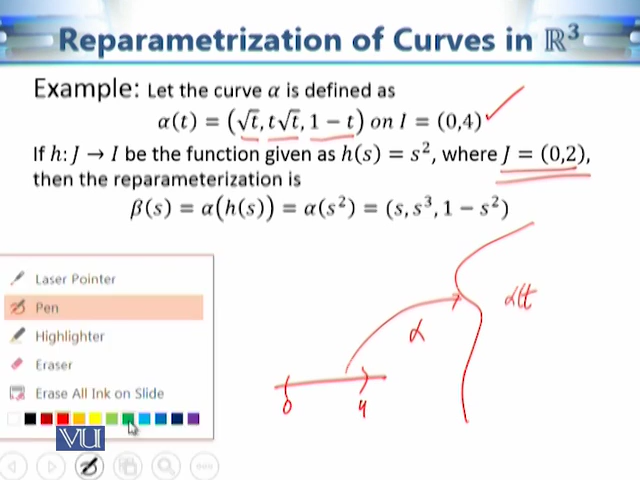 Reparametrization of Curves in ℝ³
Example: Let the curve α is defined as
α(t) = (√t, t√t, 1 − t) on I = (0,4)
If h: J → I be the function given as h(s) = s², where J = (0,2),
then the reparameterization is
β(s) = α(h(s)) = α(s²) = (s, s³, 1 − s²)
Laser Pointer
Pen
Highlighter
Eraser
Erase All Ink on Slide
VU
α
0
4